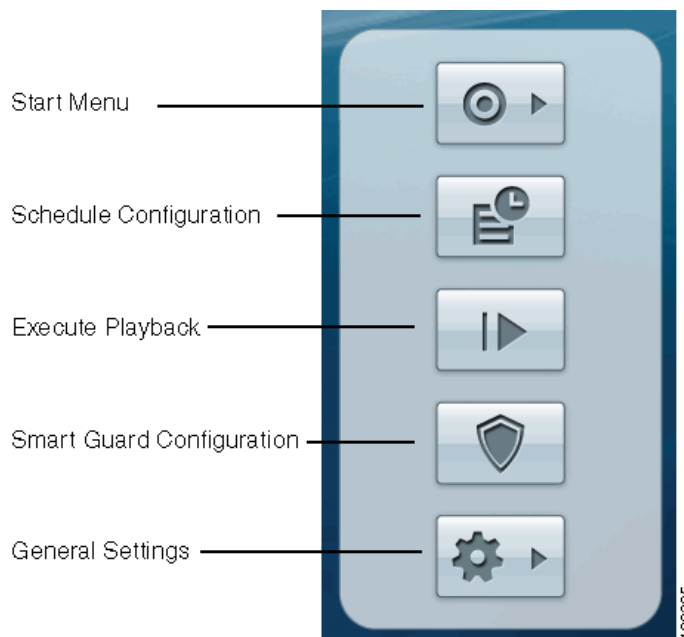 Start Menu
Schedule Configuration
Execute Playback
Smart Guard Configuration
General Settings